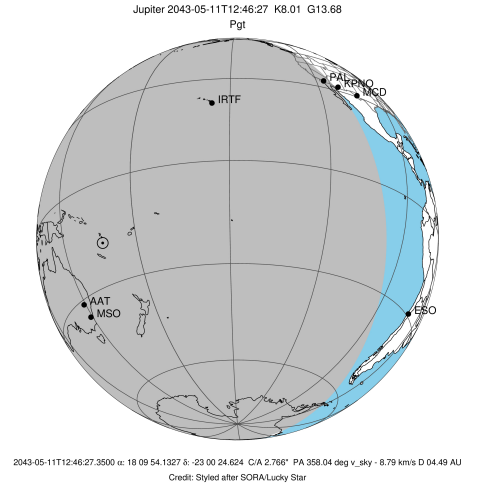 Jupiter 2043-05-11T12:46:27 K8.01 G13.68
Pgt
PAL
KPNO
MCD
IRTF
AAT
MSO
ESO
2043-05-11T12:46:27.3500 α: 18 09 54.1327 δ: -23 00 24.624 C/A 2.766" PA 358.04 deg v_sky - 8.79 km/s D 04.49 AU
Credit: Styled after SORA/Lucky Star